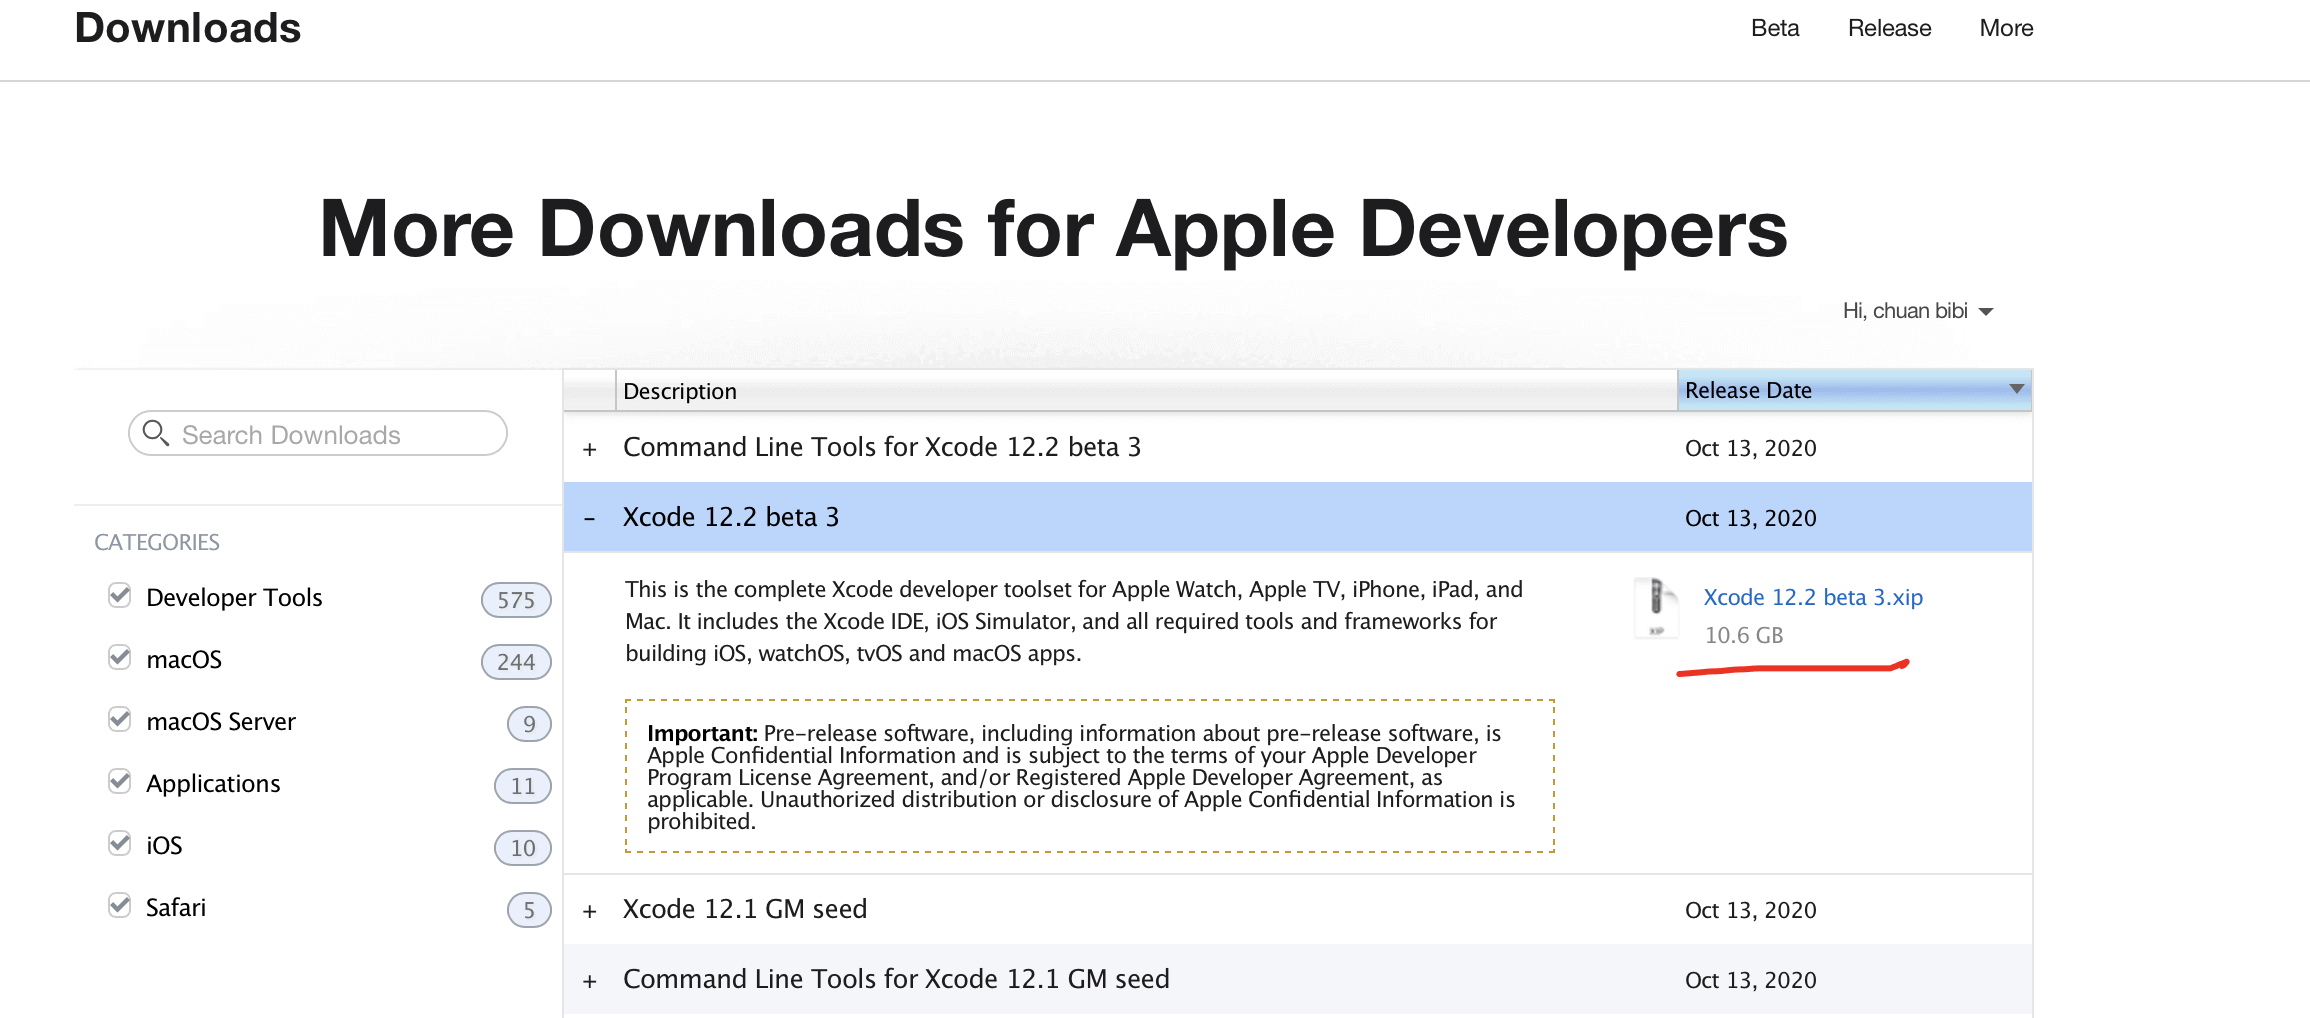 Downloads
Beta Release More
More Downloads for Apple Developers
Hi, chuan bibi
Search Downloads
CATEGORIES
Developer Tools 575
macOS 244
macOS Server 9
Applications 11
iOS 10
Safari 5
Description Release Date
+ Command Line Tools for Xcode 12.2 beta 3 Oct 13, 2020
– Xcode 12.2 beta 3 Oct 13, 2020
This is the complete Xcode developer toolset for Apple Watch, Apple TV, iPhone, iPad, and
Mac. It includes the Xcode IDE, iOS Simulator, and all required tools and frameworks for
building iOS, watchOS, tvOS and macOS apps.
XIP
Xcode 12.2 beta 3.xip
10.6 GB
Important: Pre-release software, including information about pre-release software, is
Apple Confidential Information and is subject to the terms of your Apple Developer
Program License Agreement, and/or Registered Apple Developer Agreement, as
applicable. Unauthorized distribution or disclosure of Apple Confidential Information is
prohibited.
+ Xcode 12.1 GM seed Oct 13, 2020
+ Command Line Tools for Xcode 12.1 GM seed Oct 13, 2020